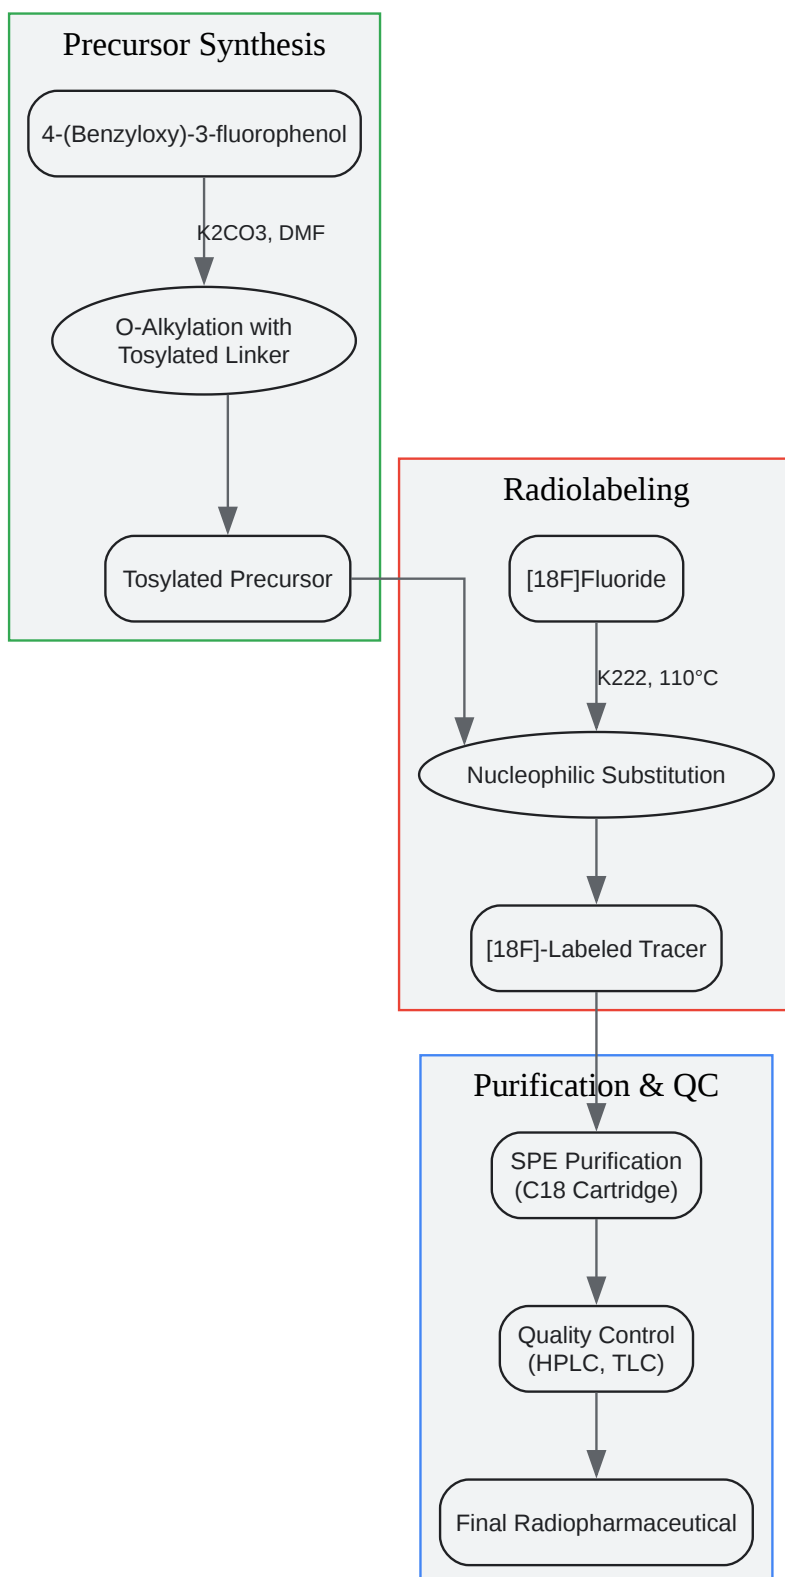 Precursor Synthesis
4-(Benzyloxy)-3-fluorophenol
K2CO3, DMF
O-Alkylation with
Tosylated Linker
Tosylated Precursor
Radiolabeling
[18F]Fluoride
K222, 110°C
Nucleophilic Substitution
[18F]-Labeled Tracer
Purification & QC
SPE Purification
(C18 Cartridge)
Quality Control
(HPLC, TLC)
Final Radiopharmaceutical